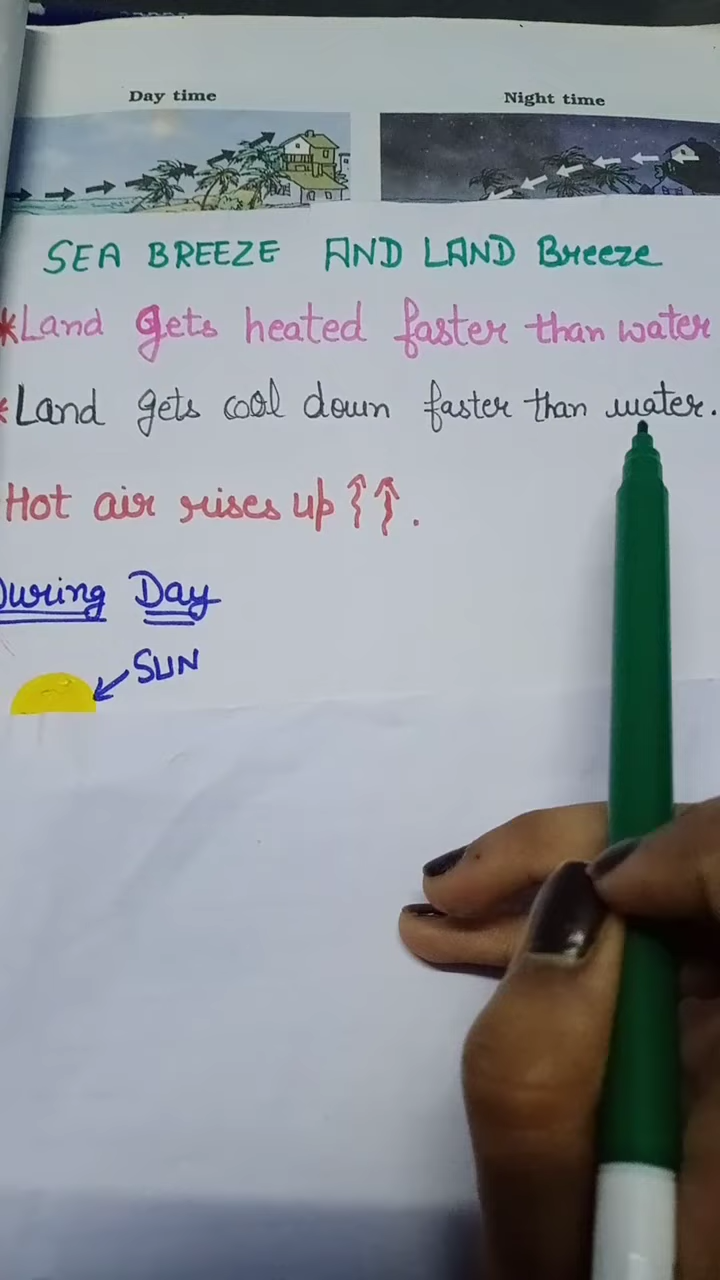 Day time
Night time
SEA BREEZE AND LAND Breeze
*Land gets heated faster than water
*Land gets cool down faster than water.
Hot air rises up.
During Day
SUN